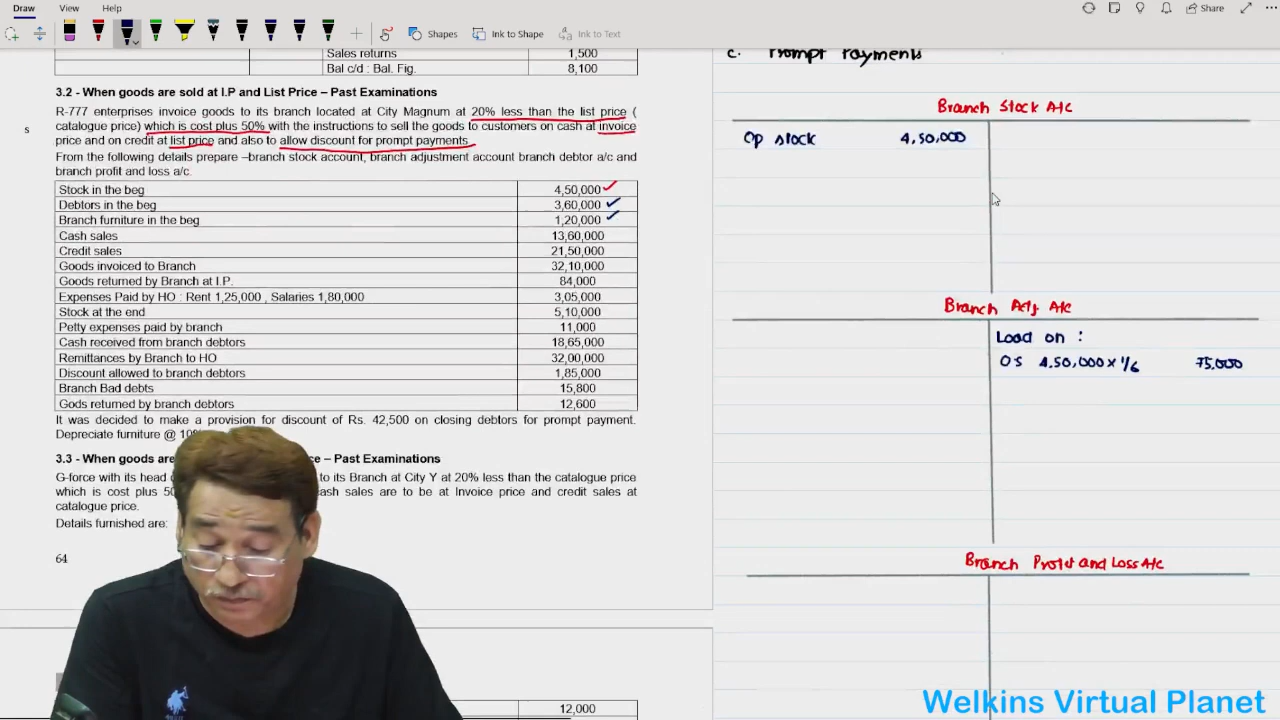 Draw View Help
Share
Shapes
Ink to Shape
Ink to Text
Sales returns 1,500
Bal c/d : Bal. Fig. 8,100
3.2 - When goods are sold at I.P and List Price – Past Examinations
R-777 enterprises invoice goods to its branch located at City Magnum at 20% less than the list price (
s
catalogue price) which is cost plus 50% with the instructions to sell the goods to customers on cash at invoice
price and on credit at list price and also to allow discount for prompt payments.
From the following details prepare –branch stock account, branch adjustment account branch debtor a/c and
branch profit and loss a/c.
Stock in the beg 4,50,000
Debtors in the beg 3,60,000
Branch furniture in the beg 1,20,000
Cash sales 13,60,000
Credit sales 21,50,000
Goods invoiced to Branch 32,10,000
Goods returned by Branch at I.P. 84,000
Expenses Paid by HO : Rent 1,25,000 , Salaries 1,80,000 3,05,000
Stock at the end 5,10,000
Petty expenses paid by branch 11,000
Cash received from branch debtors 18,65,000
Remittances by Branch to HO 32,00,000
Discount allowed to branch debtors 1,85,000
Branch Bad debts 15,800
Gods returned by branch debtors 12,600
It was decided to make a provision for discount of Rs. 42,500 on closing debtors for prompt payment.
Depreciate furniture @ 10%
3.3 - When goods are ce – Past Examinations
G-force with its head to its Branch at City Y at 20% less than the catalogue price
which is cost plus 50 ash sales are to be at Invoice price and credit sales at
catalogue price.
Details furnished are:
64
12,000
c. Prompt Payments
Branch Stock A/c
Op stock 4,50,000
Branch Adj A/c
Load on :
OS 4,50,000 x 1/6 75,000
Branch Profit and Loss A/c
Welkins Virtual Planet